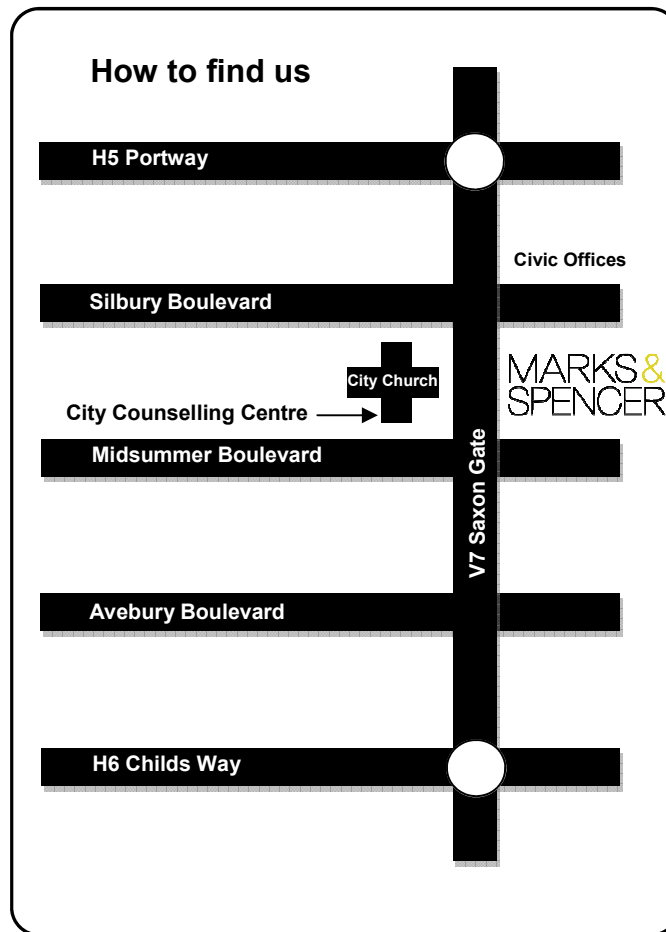 How to find us
H5 Portway
Civic Offices
Silbury Boulevard
MARKS&
SPENCER
City Church
City Counselling Centre
Midsummer Boulevard
V7 Saxon Gate
Avebury Boulevard
H6 Childs Way